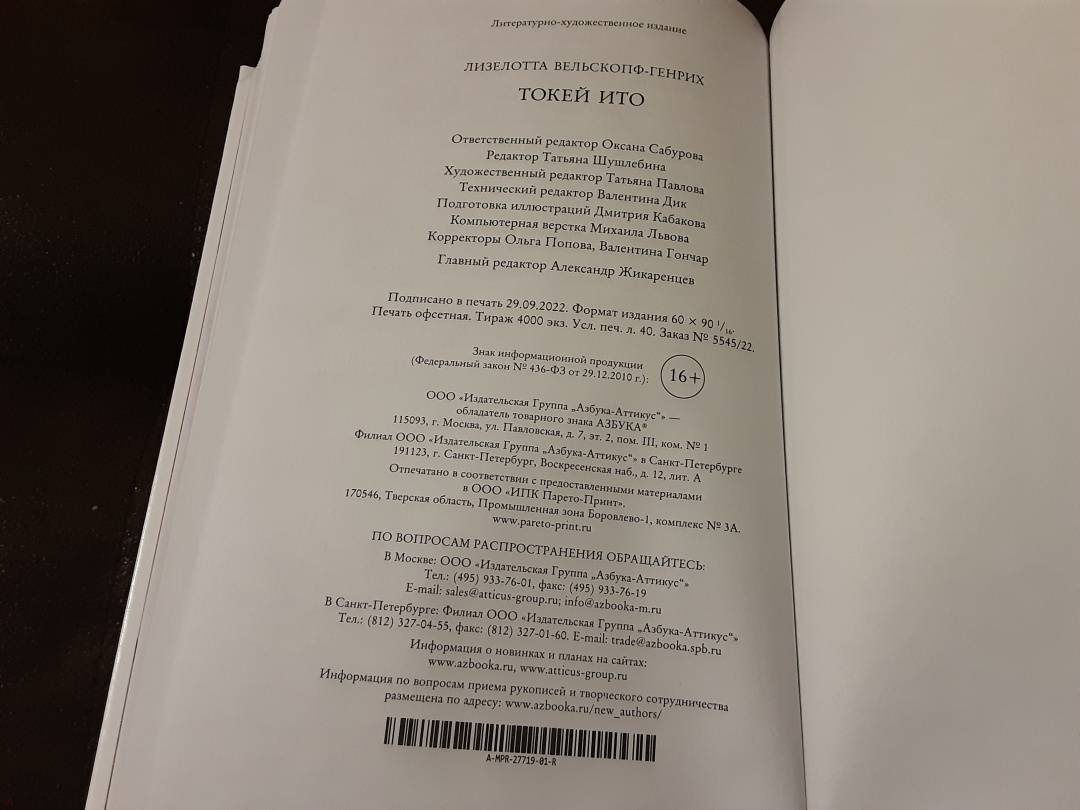 Литературно-художественное издание
ЛИЗЕЛОТТА ВЕЛЬСКОПФ-ГЕНРИХ
ТОКЕЙ ИТО
Ответственный редактор Оксана Сабурова
Редактор Татьяна Шушлебина
Художественный редактор Татьяна Павлова
Технический редактор Валентина Дик
Подготовка иллюстраций Дмитрия Кабакова
Компьютерная верстка Михаила Львова
Корректоры Ольга Попова, Валентина Гончар
Главный редактор Александр Жикаренцев
Подписано в печать 29.09.2022. Формат издания 60 × 90 1/16.
Печать офсетная. Тираж 4000 экз. Усл. печ. л. 40. Заказ № 5545/22.
Знак информационной продукции
(Федеральный закон № 436-ФЗ от 29.12.2010 г.):
16+
ООО «Издательская Группа „Азбука-Аттикус“» —
обладатель товарного знака АЗБУКА®
115093, г. Москва, ул. Павловская, д. 7, эт. 2, пом. III, ком. № 1
Филиал ООО «Издательская Группа „Азбука-Аттикус“» в Санкт-Петербурге
191123, г. Санкт-Петербург, Воскресенская наб., д. 12, лит. А
Отпечатано в соответствии с предоставленными материалами
в ООО «ИПК Парето-Принт».
170546, Тверская область, Промышленная зона Боровлево-1, комплекс № 3А.
www.pareto-print.ru
ПО ВОПРОСАМ РАСПРОСТРАНЕНИЯ ОБРАЩАЙТЕСЬ:
В Москве: ООО «Издательская Группа „Азбука-Аттикус“»
Тел.: (495) 933-76-01, факс: (495) 933-76-19
E-mail: sales@atticus-group.ru; info@azbooka-m.ru
В Санкт-Петербурге: Филиал ООО «Издательская Группа „Азбука-Аттикус“»
Тел.: (812) 327-04-55, факс: (812) 327-01-60. E-mail: trade@azbooka.spb.ru
Информация о новинках и планах на сайтах:
www.azbooka.ru, www.atticus-group.ru
Информация по вопросам приема рукописей и творческого сотрудничества
размещена по адресу: www.azbooka.ru/new_authors/
A-MPR-27719-01-R